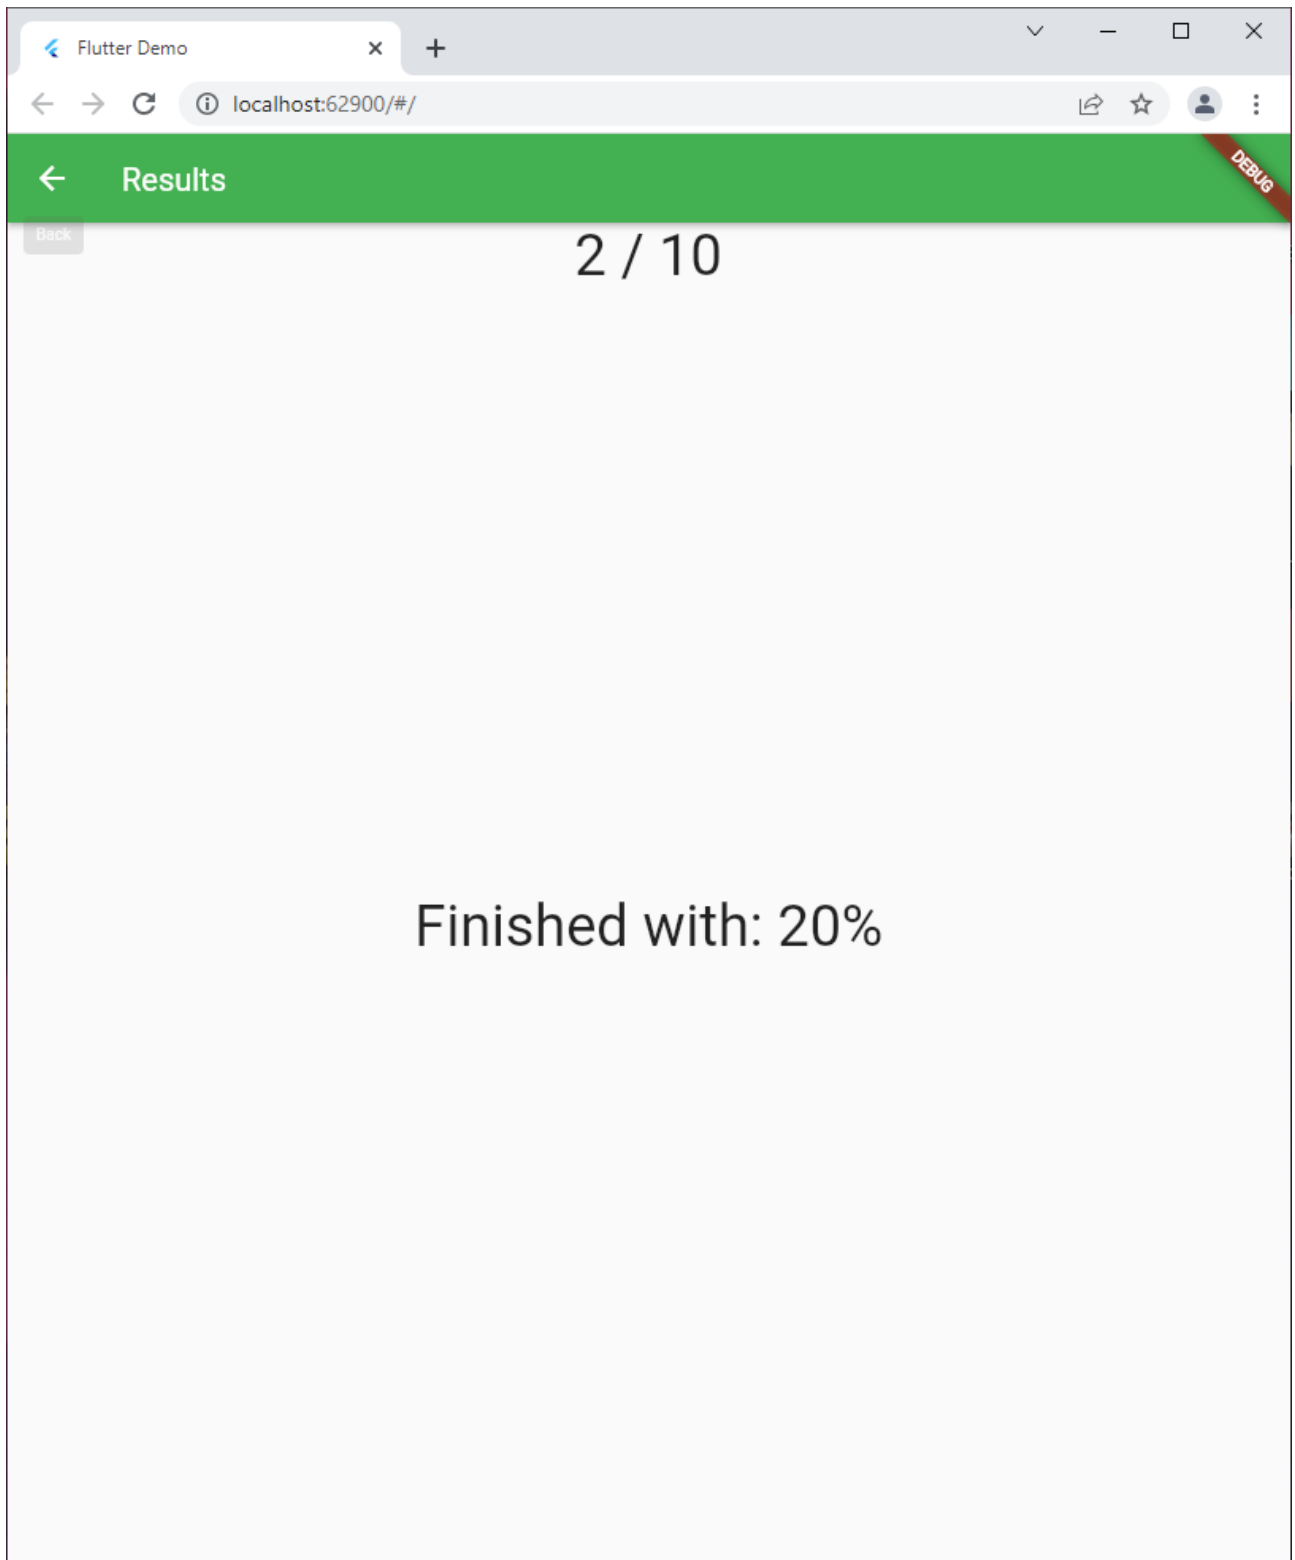 Flutter Demo
localhost:62900/#/
Results
DEBUG
Back
2 / 10
Finished with: 20%